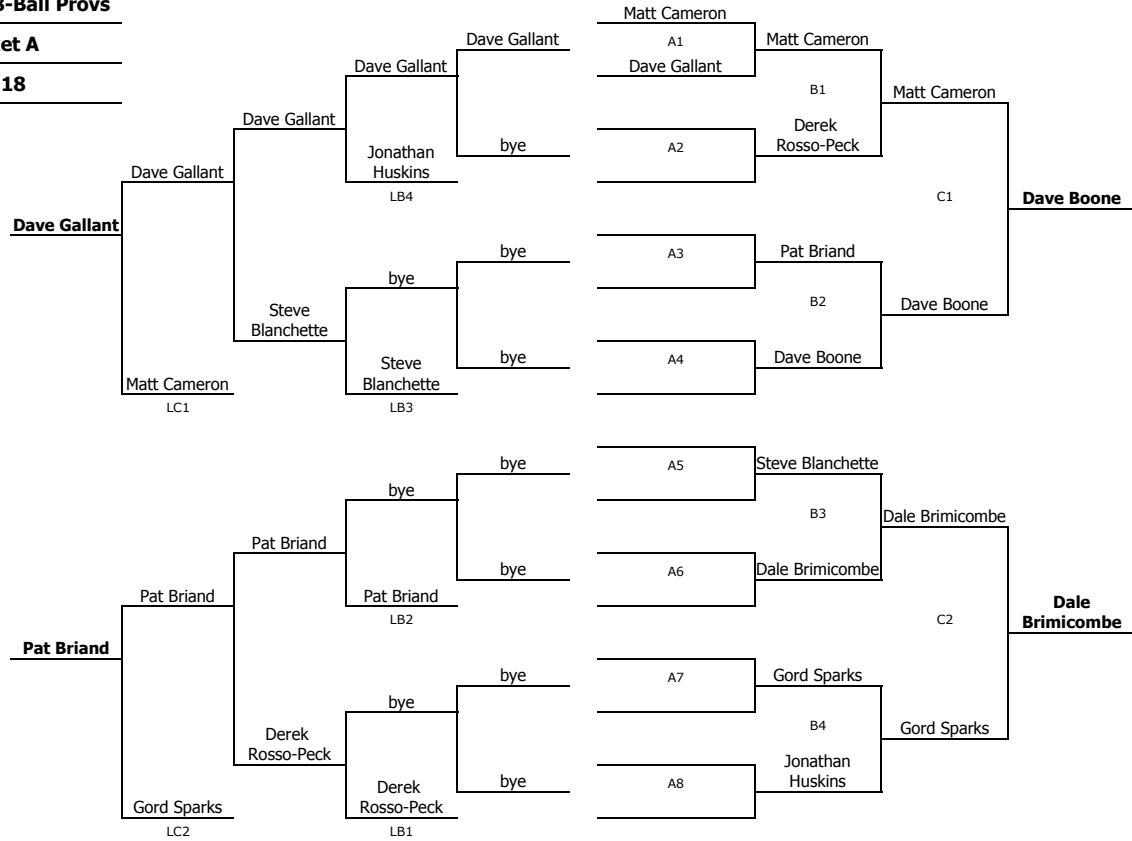 -Ball Provs
et A
18
Matt Cameron
Dave Gallant
A1
Matt Cameron
Dave Gallant
Dave Gallant
B1
Matt Cameron
Dave Gallant
Derek
Rosso-Peck
bye
A2
Jonathan
Huskins
Dave Gallant
LB4
C1
Dave Boone
Dave Gallant
bye
A3
Pat Briand
bye
B2
Dave Boone
Steve
Blanchette
bye
A4
Dave Boone
Steve
Blanchette
Matt Cameron
LC1
LB3
bye
A5
Steve Blanchette
bye
B3
Dale Brimicombe
Pat Briand
bye
A6
Dale Brimicombe
Pat Briand
Pat Briand
Dale
Brimicombe
LB2
C2
Pat Briand
bye
A7
Gord Sparks
bye
B4
Gord Sparks
Derek
Rosso-Peck
Jonathan
Huskins
bye
A8
Derek
Rosso-Peck
Gord Sparks
LC2
LB1